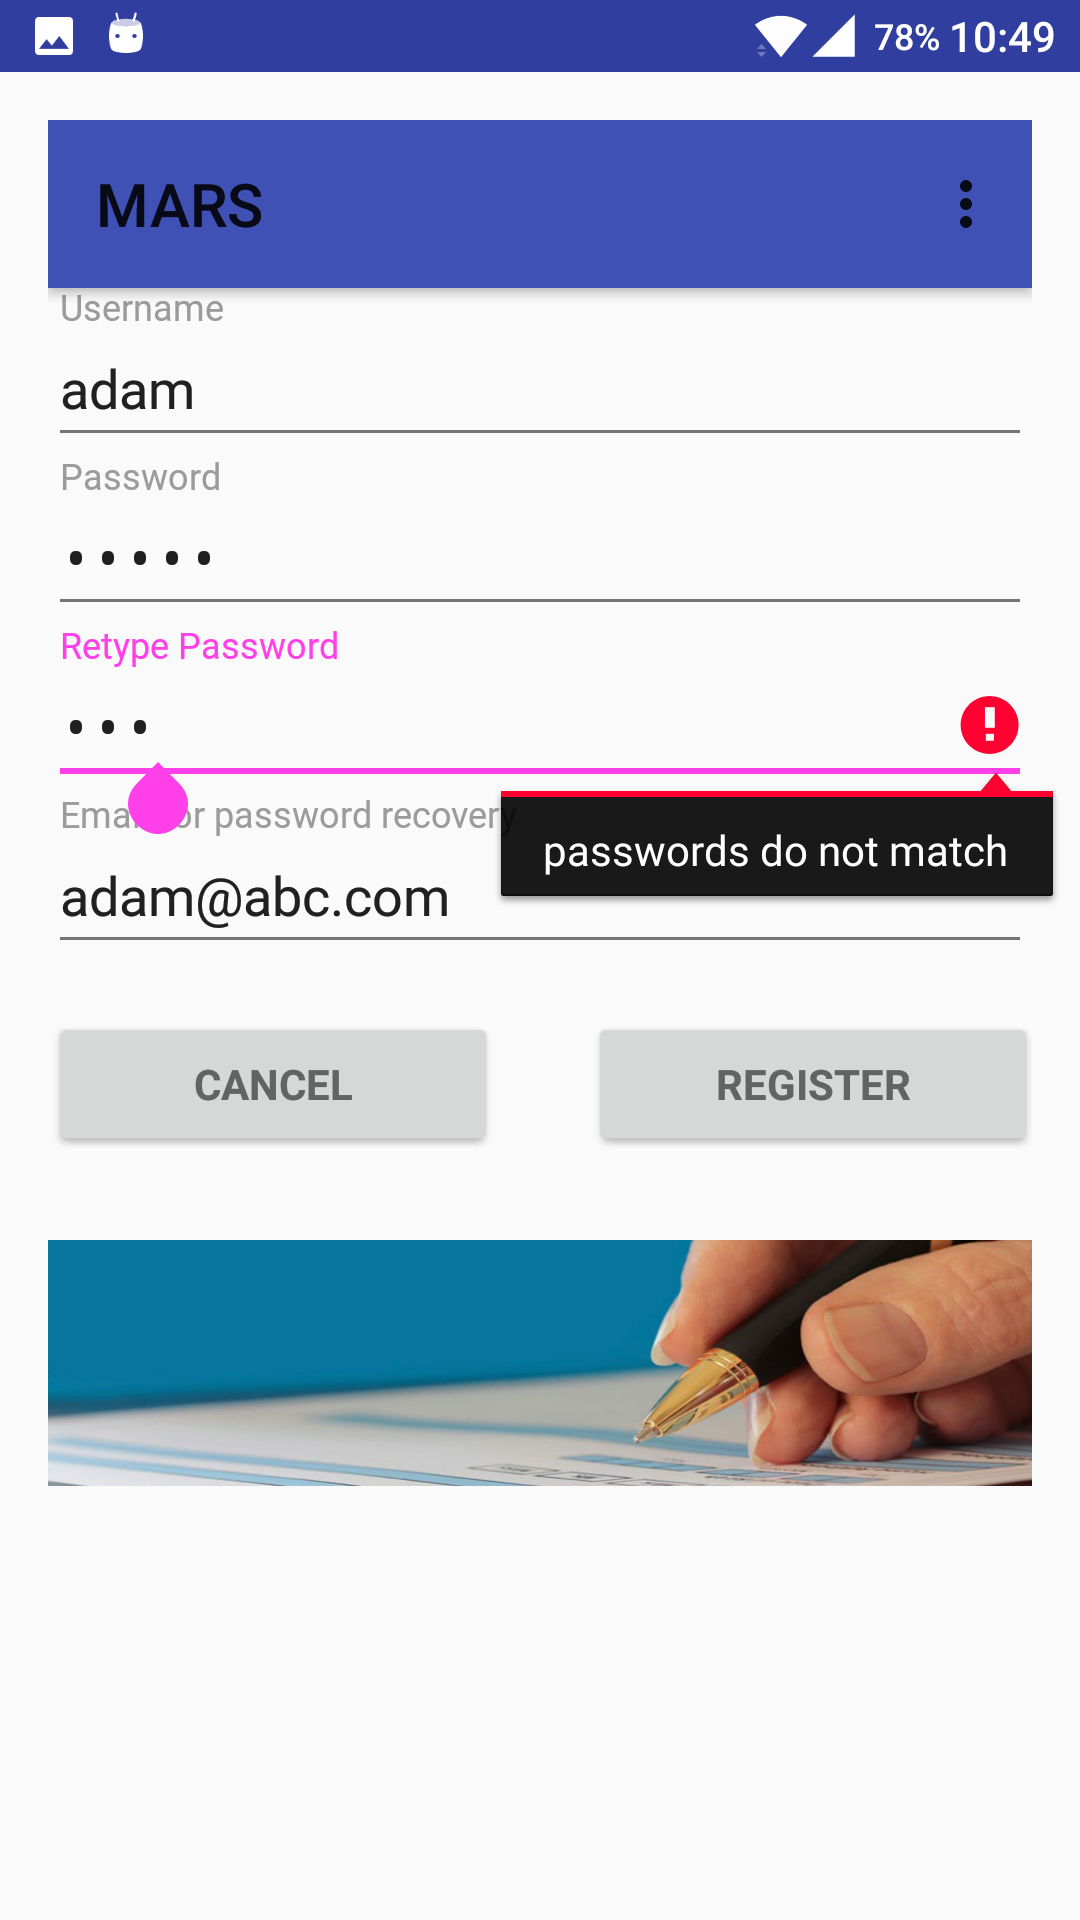 78% 10:49
MARS
Username
adam
Password
•••••
Retype Password
•••
Ema or password recovery
passwords do not match
adam@abc.com
CANCEL
REGISTER